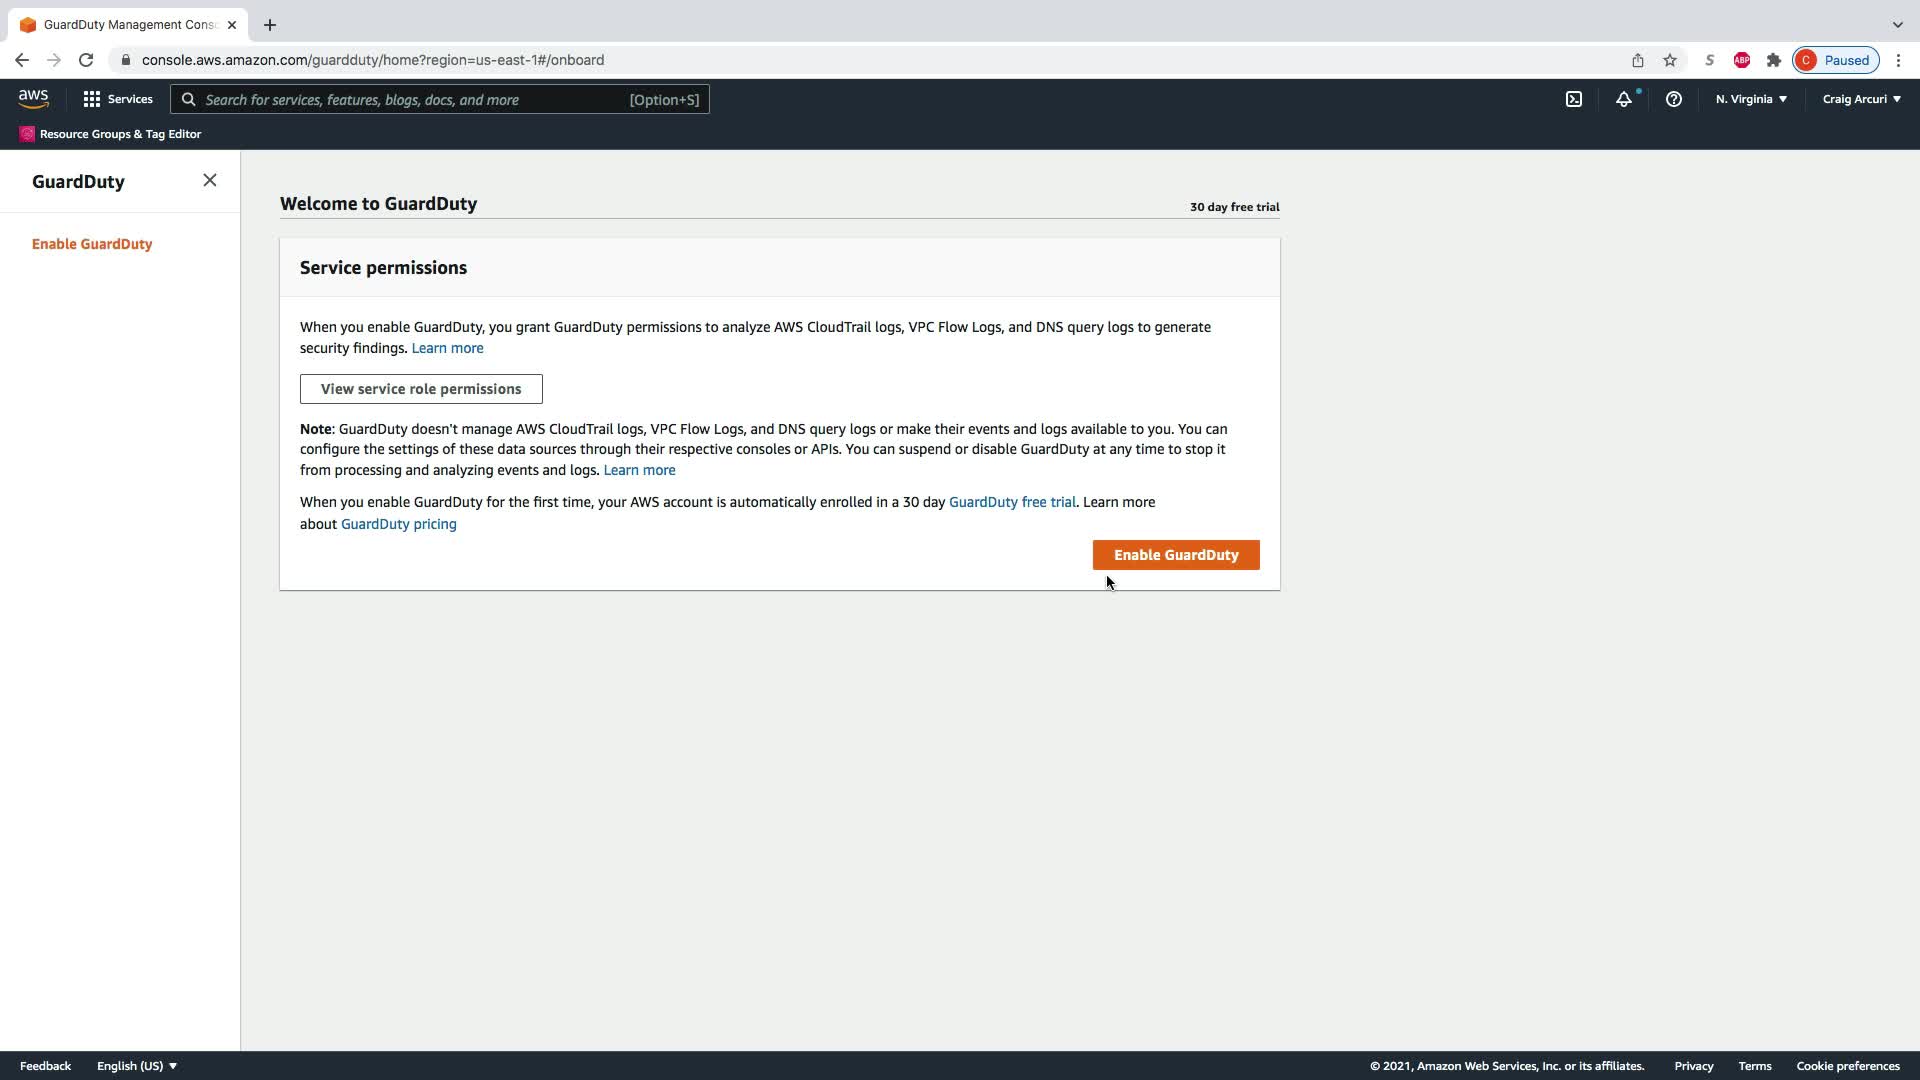 GuardDuty Management Conso
console.aws.amazon.com/guardduty/home?region=us-east-1#/onboard
S
ABP
C
Paused
aws
Services
Search for services, features, blogs, docs, and more
[Option+S]
N. Virginia
Craig Arcuri
Resource Groups & Tag Editor
GuardDuty
Enable GuardDuty
Welcome to GuardDuty
30 day free trial
Service permissions
When you enable GuardDuty, you grant GuardDuty permissions to analyze AWS CloudTrail logs, VPC Flow Logs, and DNS query logs to generate
security findings. Learn more
View service role permissions
Note: GuardDuty doesn't manage AWS CloudTrail logs, VPC Flow Logs, and DNS query logs or make their events and logs available to you. You can
configure the settings of these data sources through their respective consoles or APIs. You can suspend or disable GuardDuty at any time to stop it
from processing and analyzing events and logs. Learn more
When you enable GuardDuty for the first time, your AWS account is automatically enrolled in a 30 day GuardDuty free trial. Learn more
about GuardDuty pricing
Enable GuardDuty
Feedback
English (US)
© 2021, Amazon Web Services, Inc. or its affiliates.
Privacy
Terms
Cookie preferences